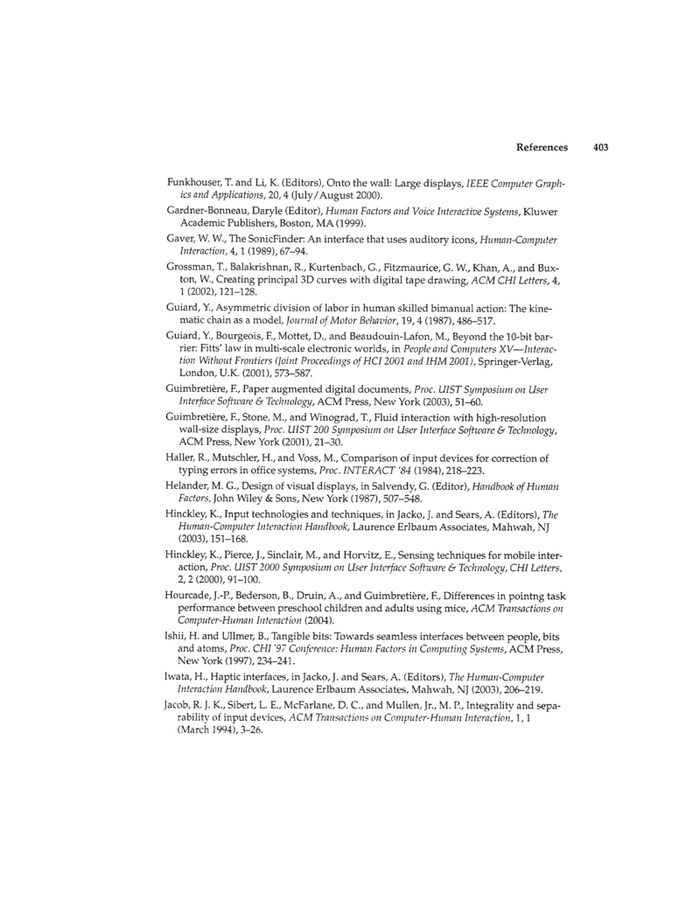 References 403
Funkhouser, T. and Li, K. (Editors), Onto the wall: Large displays, IEEE Computer Graph-
ics and Applications, 20, 4 (July/August 2000).
Gardner-Bonneau, Daryle (Editor), Human Factors and Voice Interactive Systems, Kluwer
Academic Publishers, Boston, MA (1999).
Gaver, W. W., The SonicFinder: An interface that uses auditory icons, Human-Computer
Interaction, 4, 1 (1989), 67–94.
Grossman, T., Balakrishnan, R., Kurtenbach, G., Fitzmaurice, G. W., Khan, A., and Bux-
ton, W., Creating principal 3D curves with digital tape drawing, ACM CHI Letters, 4,
1 (2002), 121–128.
Guiard, Y., Asymmetric division of labor in human skilled bimanual action: The kine-
matic chain as a model, Journal of Motor Behavior, 19, 4 (1987), 486–517.
Guiard, Y., Bourgeois, F., Mottet, D., and Beaudouin-Lafon, M., Beyond the 10-bit bar-
rier: Fitts' law in multi-scale electronic worlds, in People and Computers XV—Interac-
tion Without Frontiers (Joint Proceedings of HCI 2001 and IHM 2001), Springer-Verlag,
London, U.K. (2001), 573–587.
Guimbretière, F., Paper augmented digital documents, Proc. UIST Symposium on User
Interface Software & Technology, ACM Press, New York (2003), 51–60.
Guimbretière, F., Stone, M., and Winograd, T., Fluid interaction with high-resolution
wall-size displays, Proc. UIST 200 Symposium on User Interface Software & Technology,
ACM Press, New York (2001), 21–30.
Haller, R., Mutschler, H., and Voss, M., Comparison of input devices for correction of
typing errors in office systems, Proc. INTERACT '84 (1984), 218–223.
Helander, M. G., Design of visual displays, in Salvendy, G. (Editor), Handbook of Human
Factors, John Wiley & Sons, New York (1987), 507–548.
Hinckley, K., Input technologies and techniques, in Jacko, J. and Sears, A. (Editors), The
Human-Computer Interaction Handbook, Laurence Erlbaum Associates, Mahwah, NJ
(2003), 151–168.
Hinckley, K., Pierce, J., Sinclair, M., and Horvitz, E., Sensing techniques for mobile inter-
action, Proc. UIST 2000 Symposium on User Interface Software & Technology, CHI Letters,
2, 2 (2000), 91–100.
Hourcade, J.-P., Bederson, B., Druin, A., and Guimbretière, F., Differences in pointng task
performance between preschool children and adults using mice, ACM Transactions on
Computer-Human Interaction (2004).
Ishii, H. and Ullmer, B., Tangible bits: Towards seamless interfaces between people, bits
and atoms, Proc. CHI '97 Conference: Human Factors in Computing Systems, ACM Press,
New York (1997), 234–241.
Iwata, H., Haptic interfaces, in Jacko, J. and Sears, A. (Editors), The Human-Computer
Interaction Handbook, Laurence Erlbaum Associates, Mahwah, NJ (2003), 206–219.
Jacob, R. J. K., Sibert, L. E., McFarlane, D. C., and Mullen, Jr., M. P., Integrality and sepa-
rability of input devices, ACM Transactions on Computer-Human Interaction, 1, 1
(March 1994), 3–26.